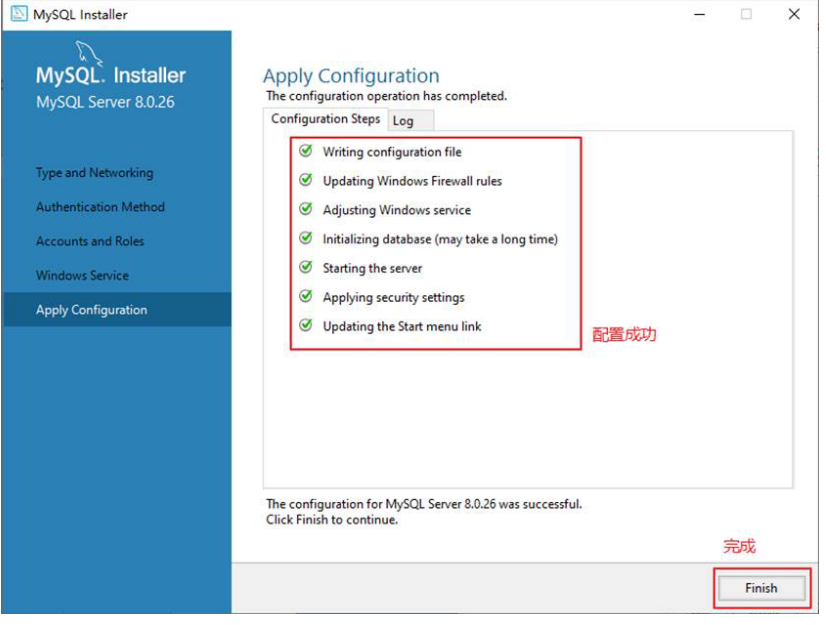 MySQL Installer
MySQL. Installer
MySQL Server 8.0.26
Type and Networking
Authentication Method
Accounts and Roles
Windows Service
Apply Configuration
Apply Configuration
The configuration operation has completed.
Configuration Steps Log
Writing configuration file
Updating Windows Firewall rules
Adjusting Windows service
Initializing database (may take a long time)
Starting the server
Applying security settings
Updating the Start menu link
配置成功
The configuration for MySQL Server 8.0.26 was successful.
Click Finish to continue.
完成
Finish